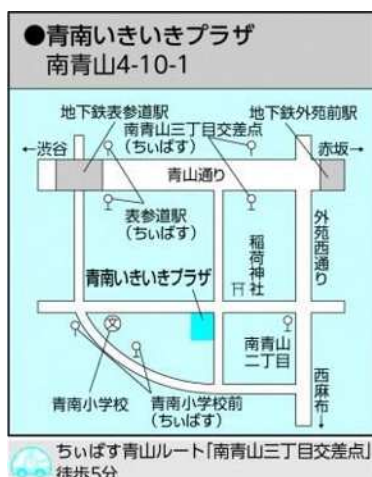 ●青南いきいきプラザ
南青山4-10-1
地下鉄表参道駅
地下鉄外苑前駅
南青山三丁目交差点
(ちぃばす)
←渋谷
赤坂→
青山通り
表参道駅
(ちぃばす)
稲荷神社
外苑西通り
青南いきいきプラザ
文
南青山
二丁目
青南小学校
青南小学校前
(ちぃばす)
西麻布→
ちぃばす青山ルート「南青山三丁目交差点」
徒歩5分